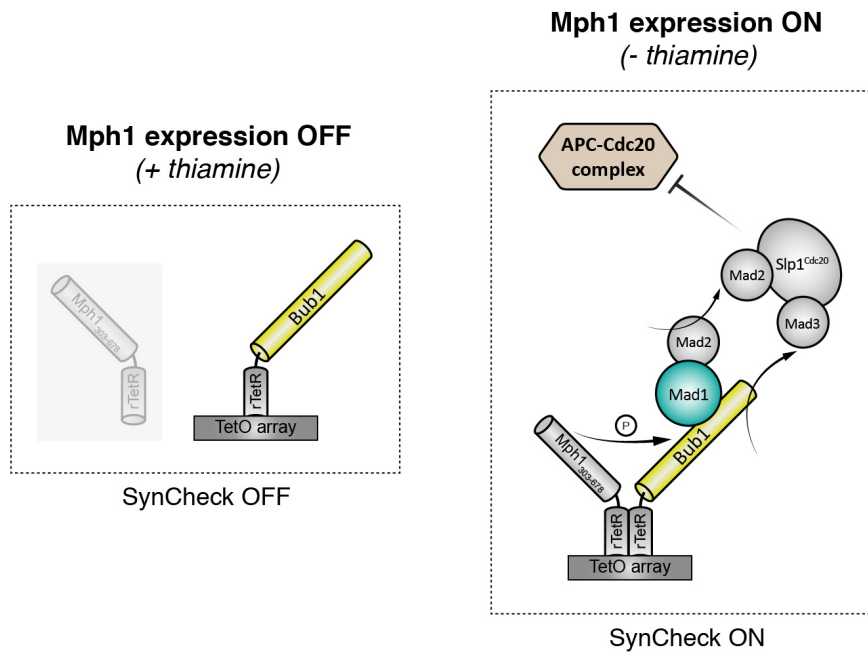 Mph1 expression OFF
(+ thiamine)
Mph1 303-678
rTetR
Bub1
rTetR
TetO array
SynCheck OFF
Mph1 expression ON
(- thiamine)
APC-Cdc20
complex
Slp1Cdc20
Mad2
Mad3
Mad2
Mad1
P
Bub1
Mph1 303-678
rTetR
rTetR
TetO array
SynCheck ON